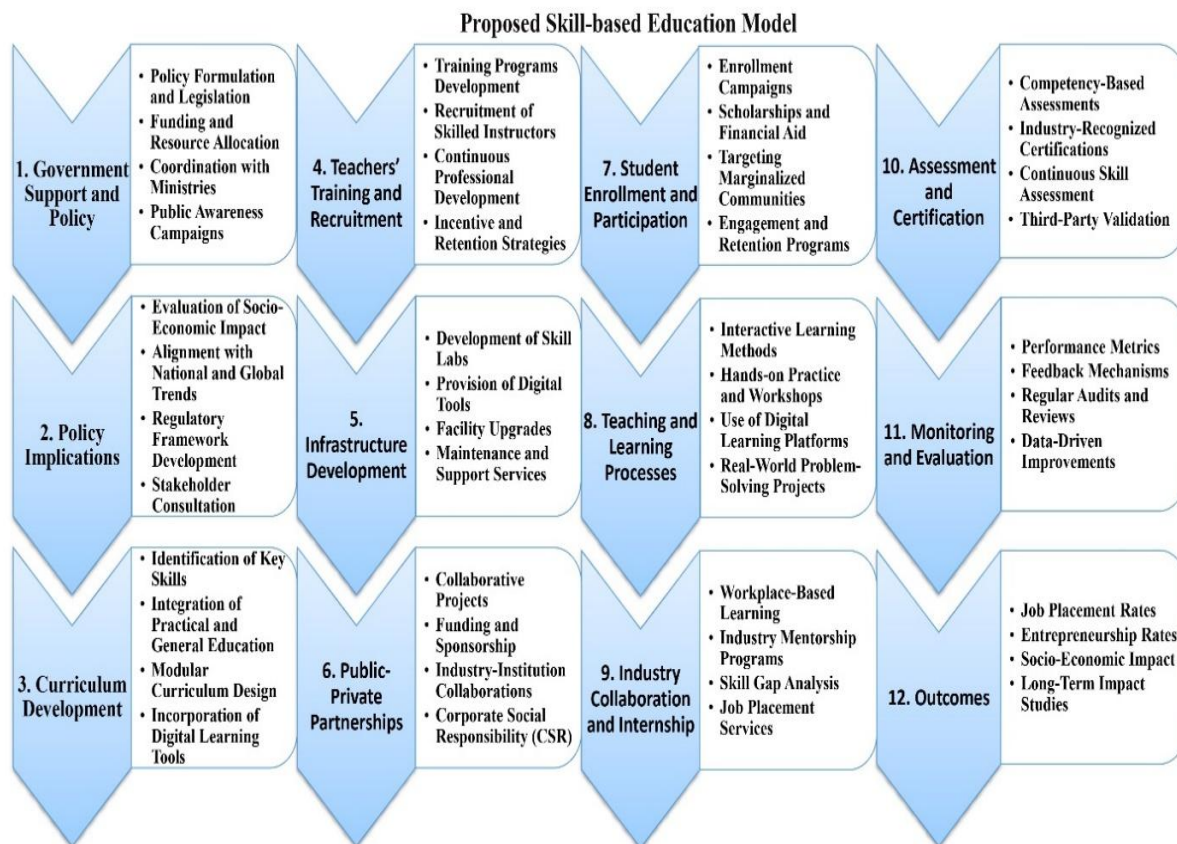 Proposed Skill-based Education Model
1. Government
Support and
Policy
• Policy Formulation
and Legislation
• Funding and
Resource Allocation
• Coordination with
Ministries
• Public Awareness
Campaigns
2. Policy
Implications
• Evaluation of Socio-
Economic Impact
• Alignment with
National and Global
Trends
• Regulatory
Framework
Development
• Stakeholder
Consultation
3. Curriculum
Development
• Identification of Key
Skills
• Integration of
Practical and
General Education
• Modular
Curriculum Design
• Incorporation of
Digital Learning
Tools
4. Teachers’
Training and
Recruitment
• Training Programs
Development
• Recruitment of
Skilled Instructors
• Continuous
Professional
Development
• Incentive and
Retention Strategies
5.
Infrastructure
Development
• Development of Skill
Labs
• Provision of Digital
Tools
• Facility Upgrades
• Maintenance and
Support Services
6. Public-
Private
Partnerships
• Collaborative
Projects
• Funding and
Sponsorship
• Industry-Institution
Collaborations
• Corporate Social
Responsibility (CSR)
7. Student
Enrollment and
Participation
• Enrollment
Campaigns
• Scholarships and
Financial Aid
• Targeting
Marginalized
Communities
• Engagement and
Retention Programs
8. Teaching and
Learning
Processes
• Interactive Learning
Methods
• Hands-on Practice
and Workshops
• Use of Digital
Learning Platforms
• Real-World Problem-
Solving Projects
9. Industry
Collaboration
and Internship
• Workplace-Based
Learning
• Industry Mentorship
Programs
• Skill Gap Analysis
• Job Placement
Services
10. Assessment
and
Certification
• Competency-Based
Assessments
• Industry-Recognized
Certifications
• Continuous Skill
Assessment
• Third-Party Validation
11. Monitoring
and Evaluation
• Performance Metrics
• Feedback Mechanisms
• Regular Audits and
Reviews
• Data-Driven
Improvements
12. Outcomes
• Job Placement Rates
• Entrepreneurship Rates
• Socio-Economic Impact
• Long-Term Impact
Studies